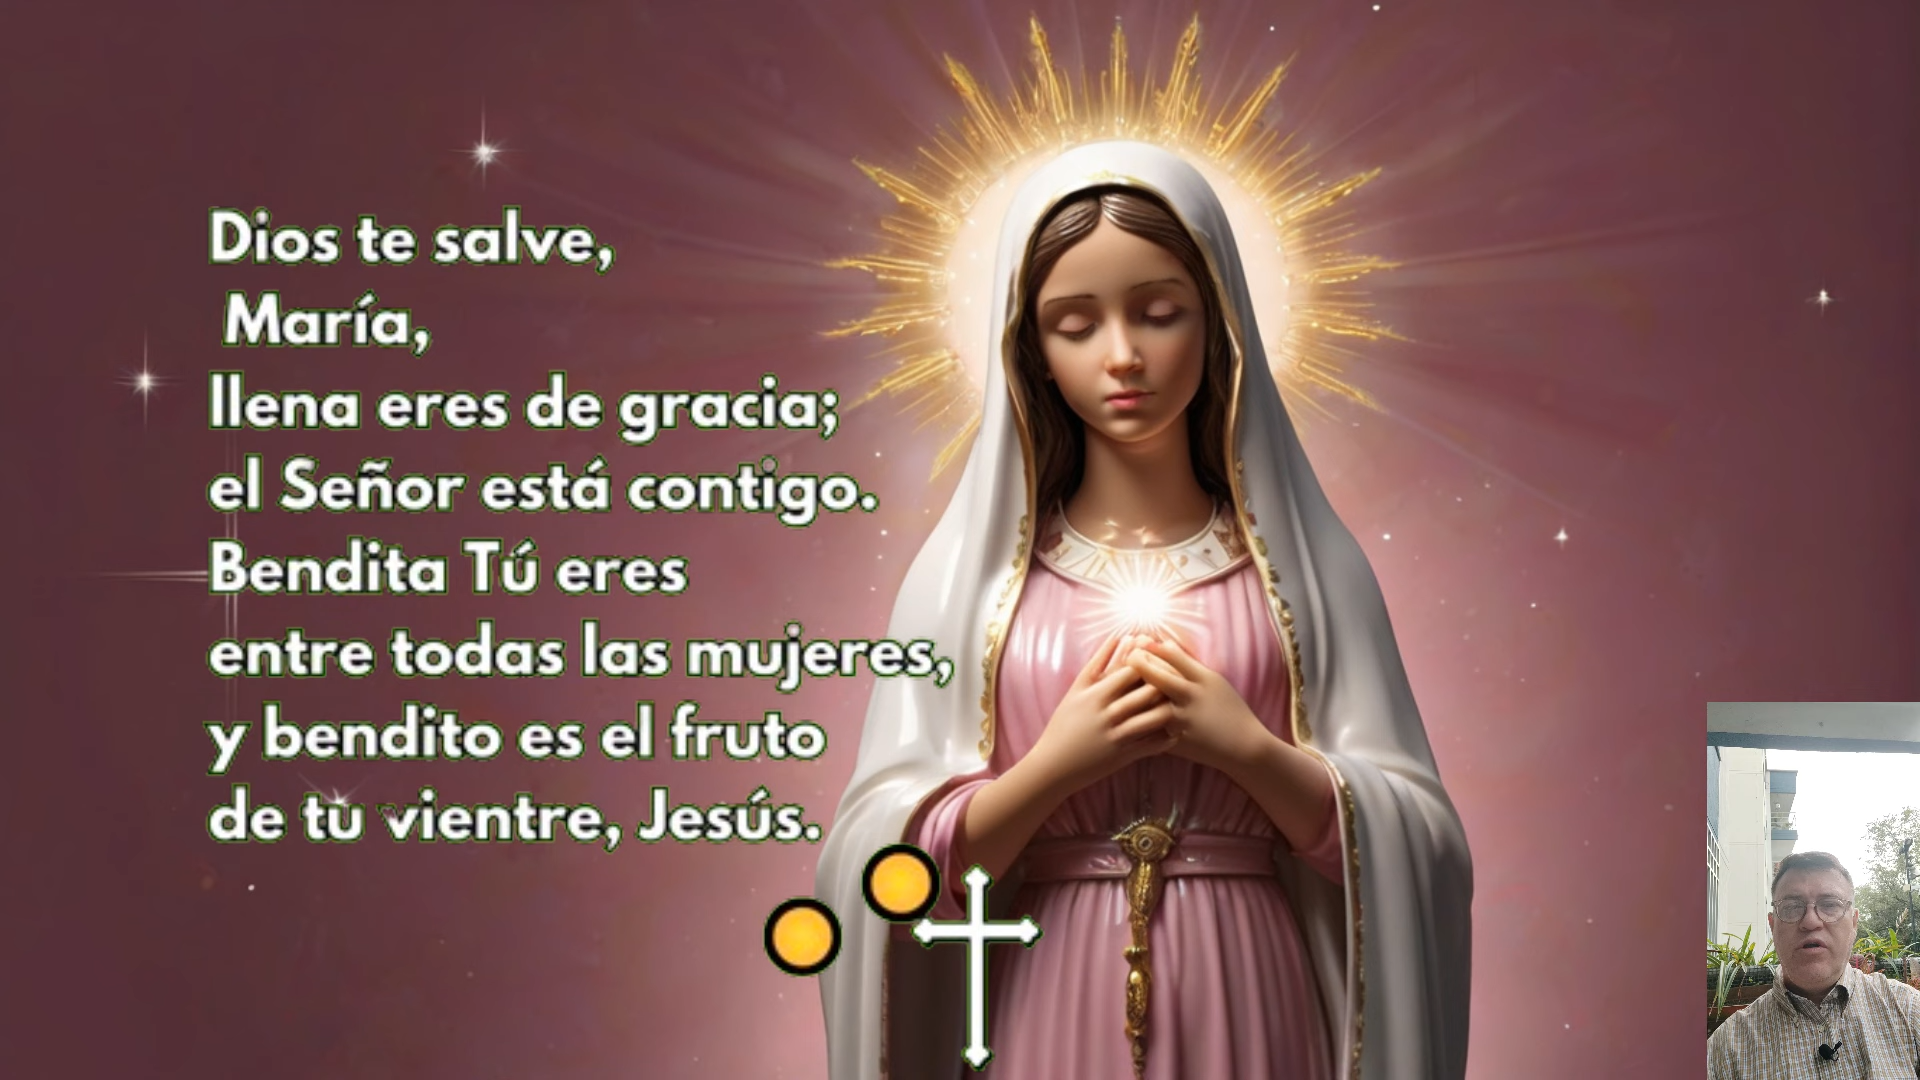 Dios te salve,
María,
llena eres de gracia;
el Señor está contigo.
Bendita Tú eres
entre todas las mujeres,
y bendito es el fruto
de tu vientre, Jesús.